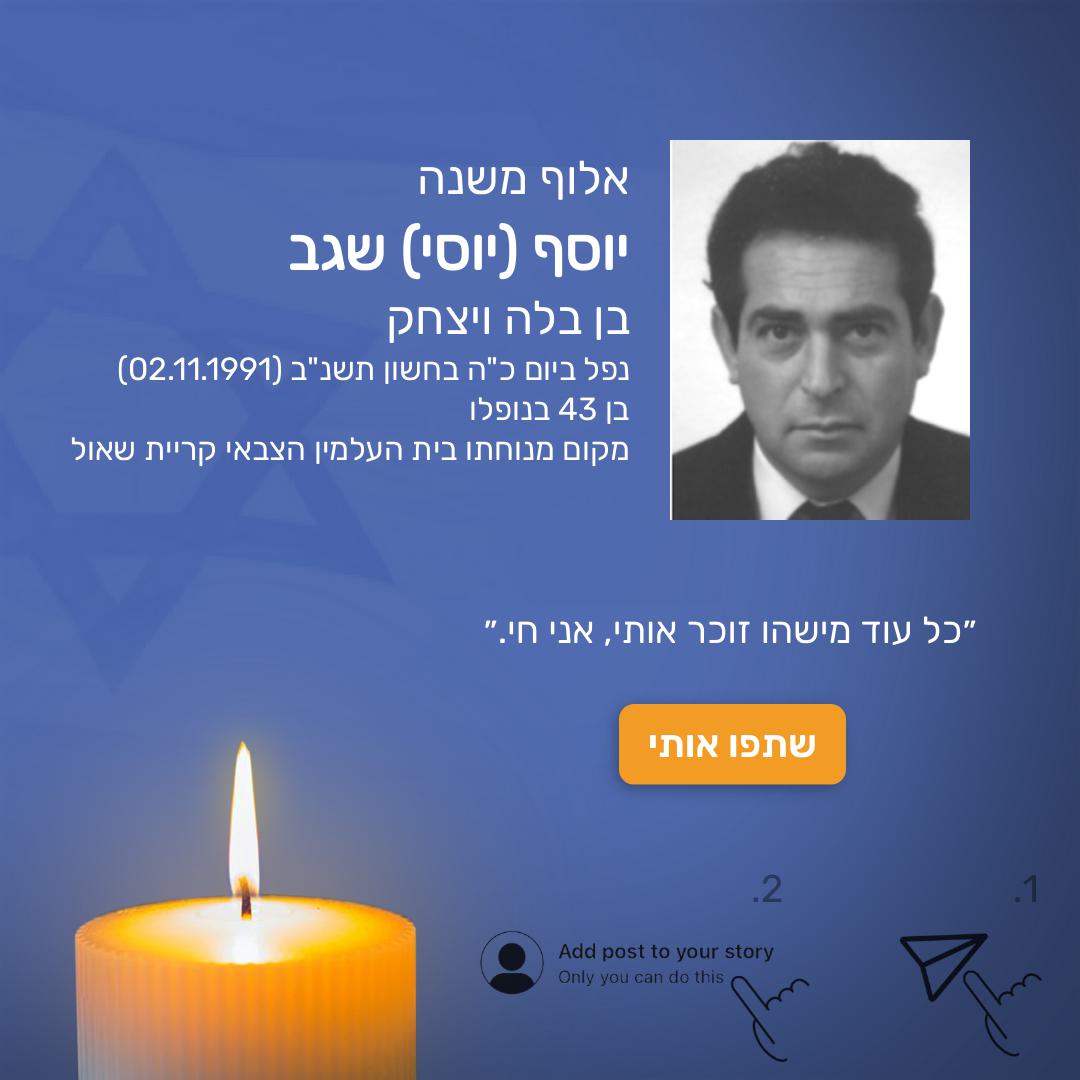 אלוף משנה
יוסף (יוסי) שגב
בן בלה ויצחק
נפל ביום כ"ה בחשון תשנ"ב (02.11.1991)
בן 43 בנופלו
מקום מנוחתו בית העלמין הצבאי קריית שאול
״כל עוד מישהו זוכר אותי, אני חי.״
שתפו אותי
.1
.2
Add post to your story
Only you can do this